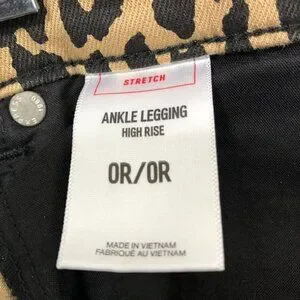 STRETCH
ANKLE LEGGING
HIGH RISE
OR/OR
MADE IN VIETNAM
FABRIQUÉ AU VIETNAM